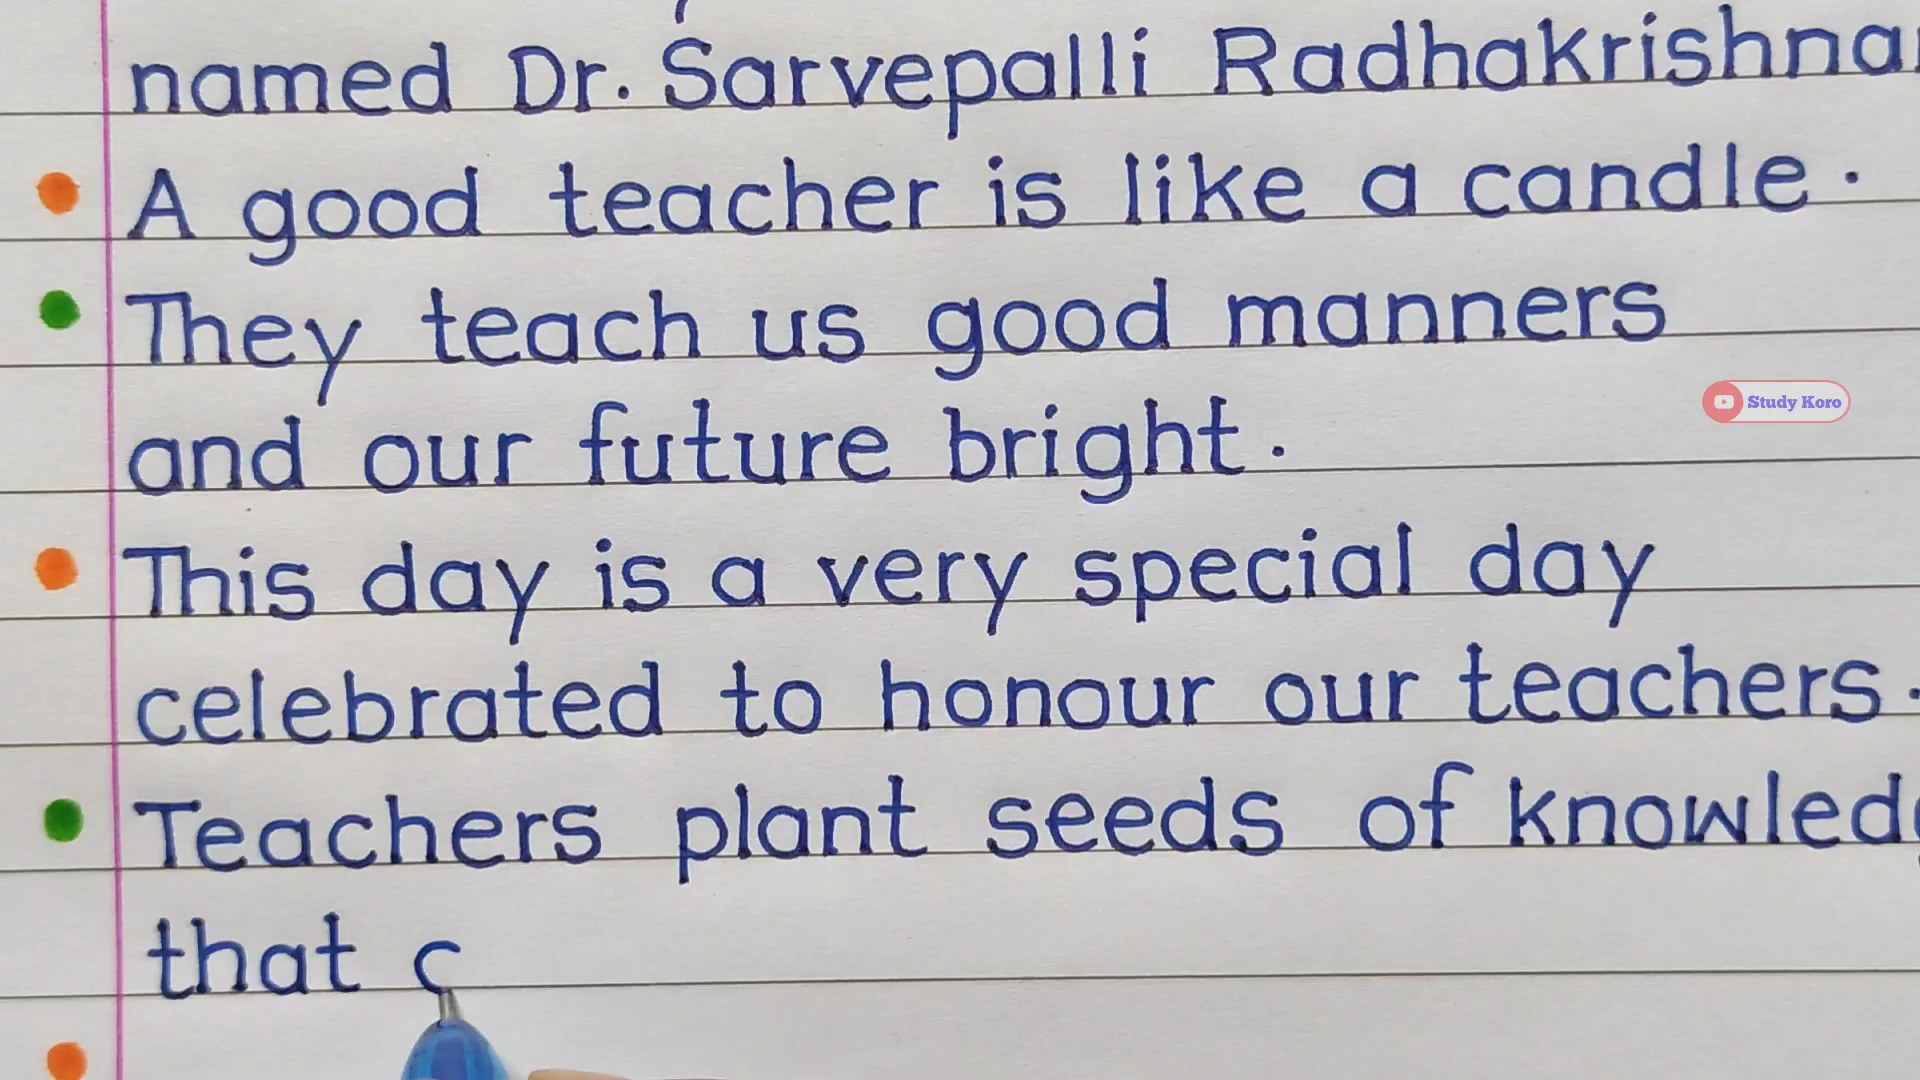 named Dr. Sarvepalli Radhakrishna
A good teacher is like a candle.
They teach us good manners
Study Koro
and our future bright.
This day is a very special day
celebrated to honour our teachers.
Teachers plant seeds of knowled
that c